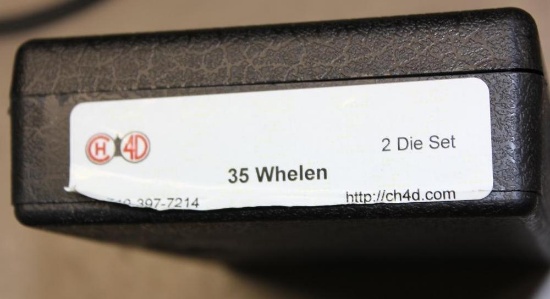 CH4D
2 Die Set
35 Whelen
397-7214
http://ch4d.com